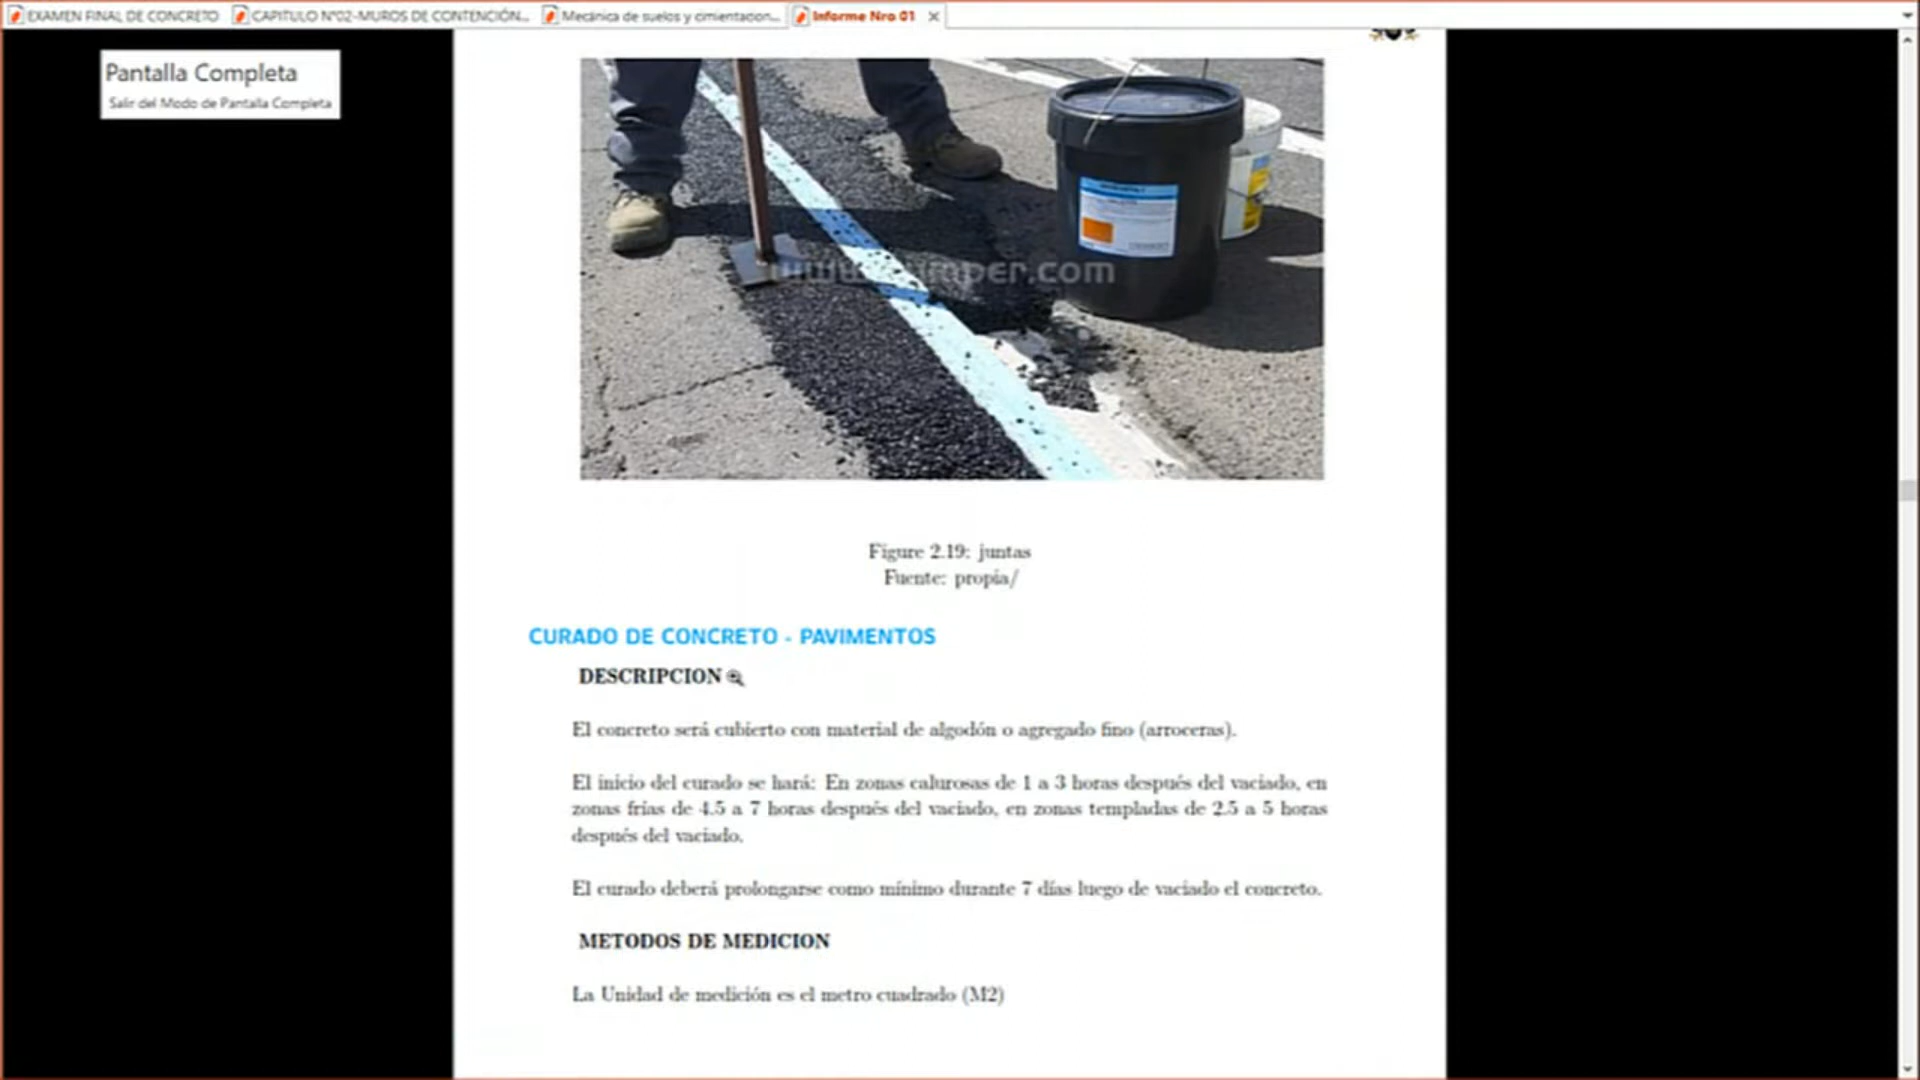 EXAMEN FINAL DE CONCRETO
CAPITULO N°02-MUROS DE CONTENCIÓN...
Mecánica de suelos y cimientacion...
Informe Nro 01
Pantalla Completa
Salir del Modo de Pantalla Completa
Figure 2.19: juntas
Fuente: propia/
CURADO DE CONCRETO - PAVIMENTOS
DESCRIPCION
El concreto será cubierto con material de algodón o agregado fino (arroceras).
El inicio del curado se hará: En zonas calurosas de 1 a 3 horas después del vaciado, en
zonas frías de 4.5 a 7 horas después del vaciado, en zonas templadas de 2.5 a 5 horas
después del vaciado.
El curado deberá prolongarse como mínimo durante 7 días luego de vaciado el concreto.
METODOS DE MEDICION
La Unidad de medición es el metro cuadrado (M2)